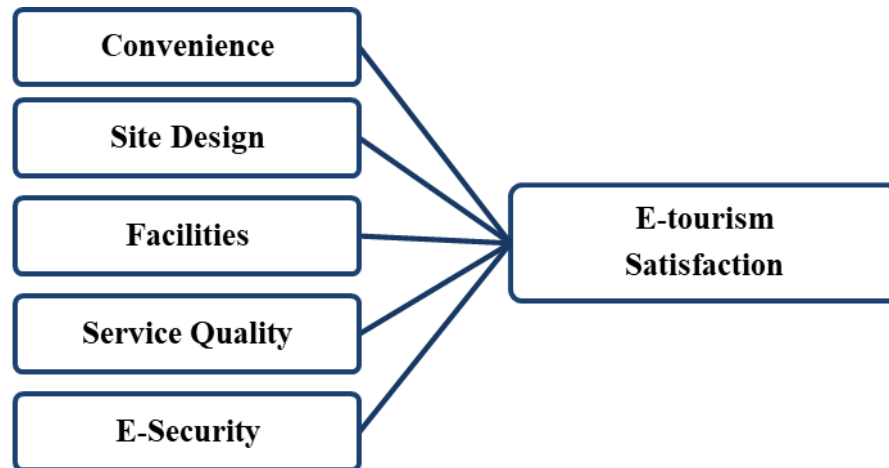 Convenience
Site Design
Facilities
Service Quality
E-Security
E-tourism
Satisfaction